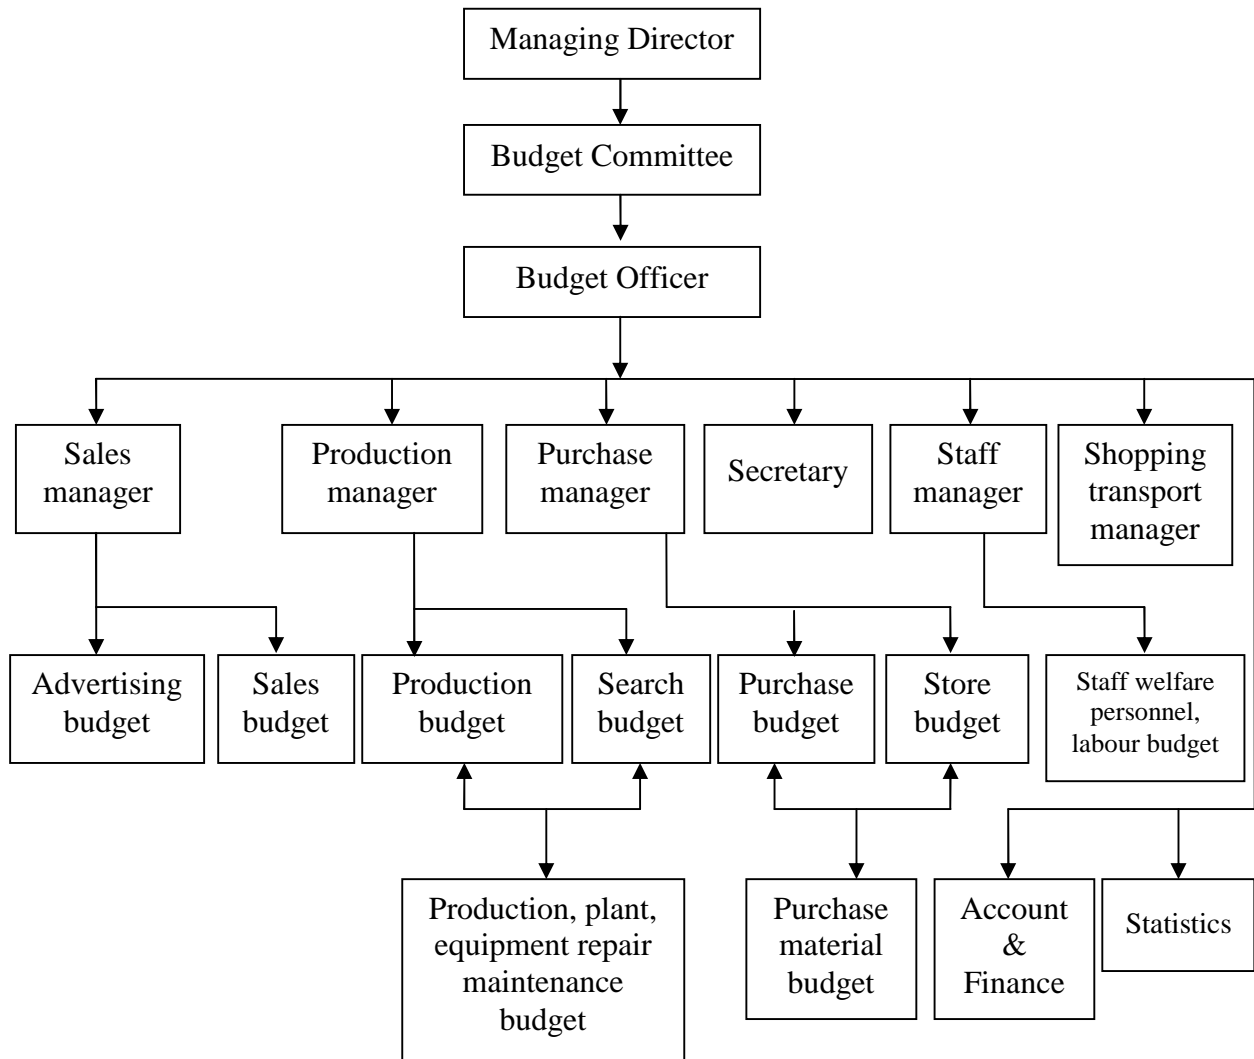 Managing Director
Budget Committee
Budget Officer
Sales
manager
Production
manager
Purchase
manager
Secretary
Staff
manager
Shopping
transport
manager
Advertising
budget
Sales
budget
Production
budget
Search
budget
Purchase
budget
Store
budget
Staff welfare
personnel,
labour budget
Production, plant,
equipment repair
maintenance
budget
Purchase
material
budget
Account
&
Finance
Statistics